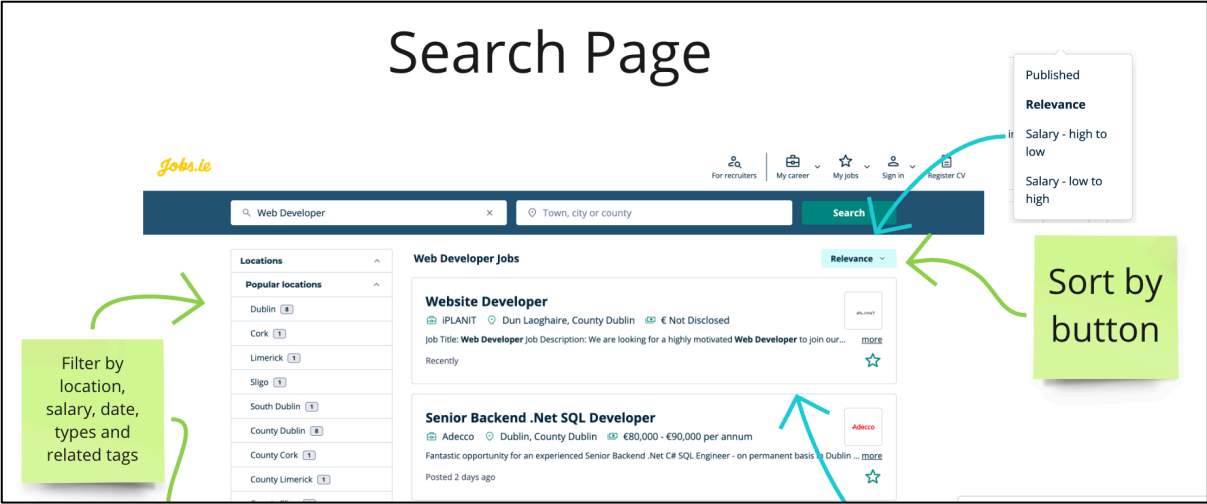 Search Page
Published
Relevance
Salary - high to
low
Salary - low to
high
Jobs.ie
For recruiters
My career
My jobs
Sign in
Register CV
Web Developer
Town, city or county
Search
Locations
Popular locations
Dublin 8
Cork 1
Limerick 1
Sligo 1
South Dublin 1
County Dublin 8
County Cork 1
County Limerick 1
Web Developer Jobs
Relevance
Website Developer
iPLANIT
Dun Laoghaire, County Dublin
€ Not Disclosed
iPLANIT
Job Title: Web Developer Job Description: We are looking for a highly motivated Web Developer to join our... more
Recently
Senior Backend .Net SQL Developer
Adecco
Dublin, County Dublin
€80,000 - €90,000 per annum
Adecco
Fantastic opportunity for an experienced Senior Backend .Net C# SQL Engineer - on permanent basis in Dublin ... more
Posted 2 days ago
Sort by
button
Filter by
location,
salary, date,
types and
related tags